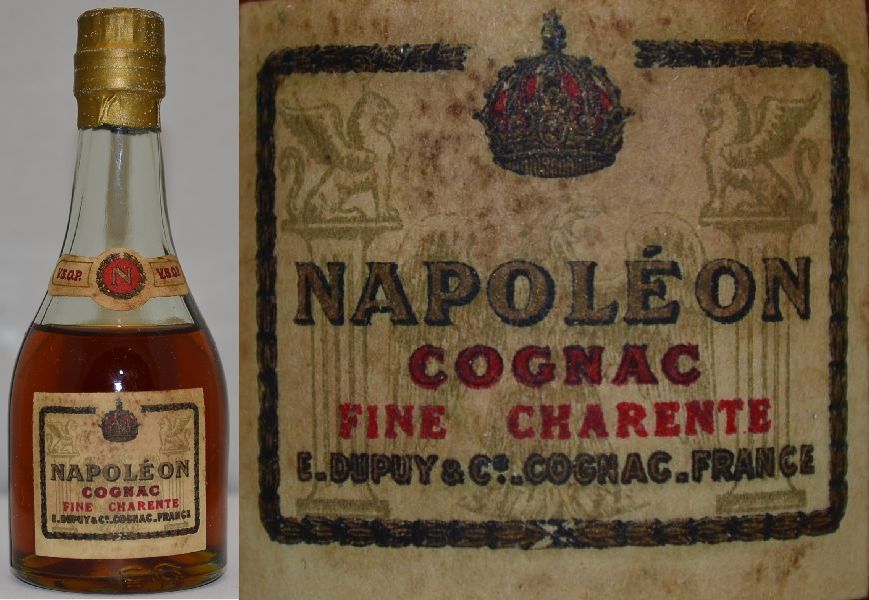 V.S.O.P. N V.S.O.P.
NAPOLÉON
COGNAC
FINE CHARENTE
E. DUPUY & Cº. COGNAC. FRANCE
NAPOLÉON
COGNAC
FINE CHARENTE
E. DUPUY & Cº. COGNAC. FRANCE